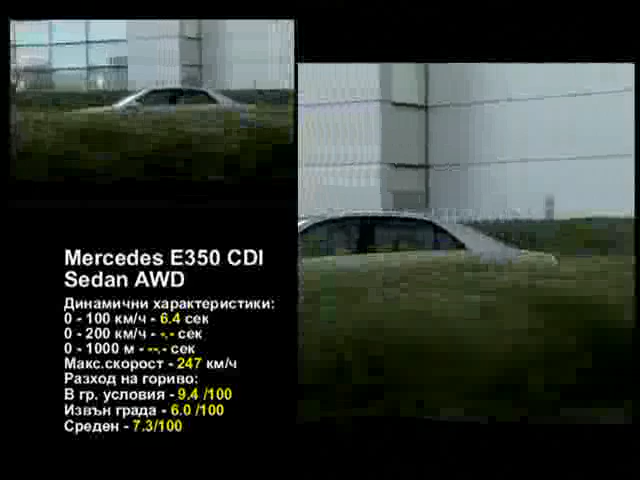 Mercedes E350 CDI
Sedan AWD
Динамични характеристики:
0 - 100 км/ч - 6.4 сек
0 - 200 км/ч - -.- сек
0 - 1000 м - --.- сек
Макс.скорост - 247 км/ч
Разход на гориво:
В гр. условия - 9.4 /100
Извън града - 6.0 /100
Среден - 7.3/100